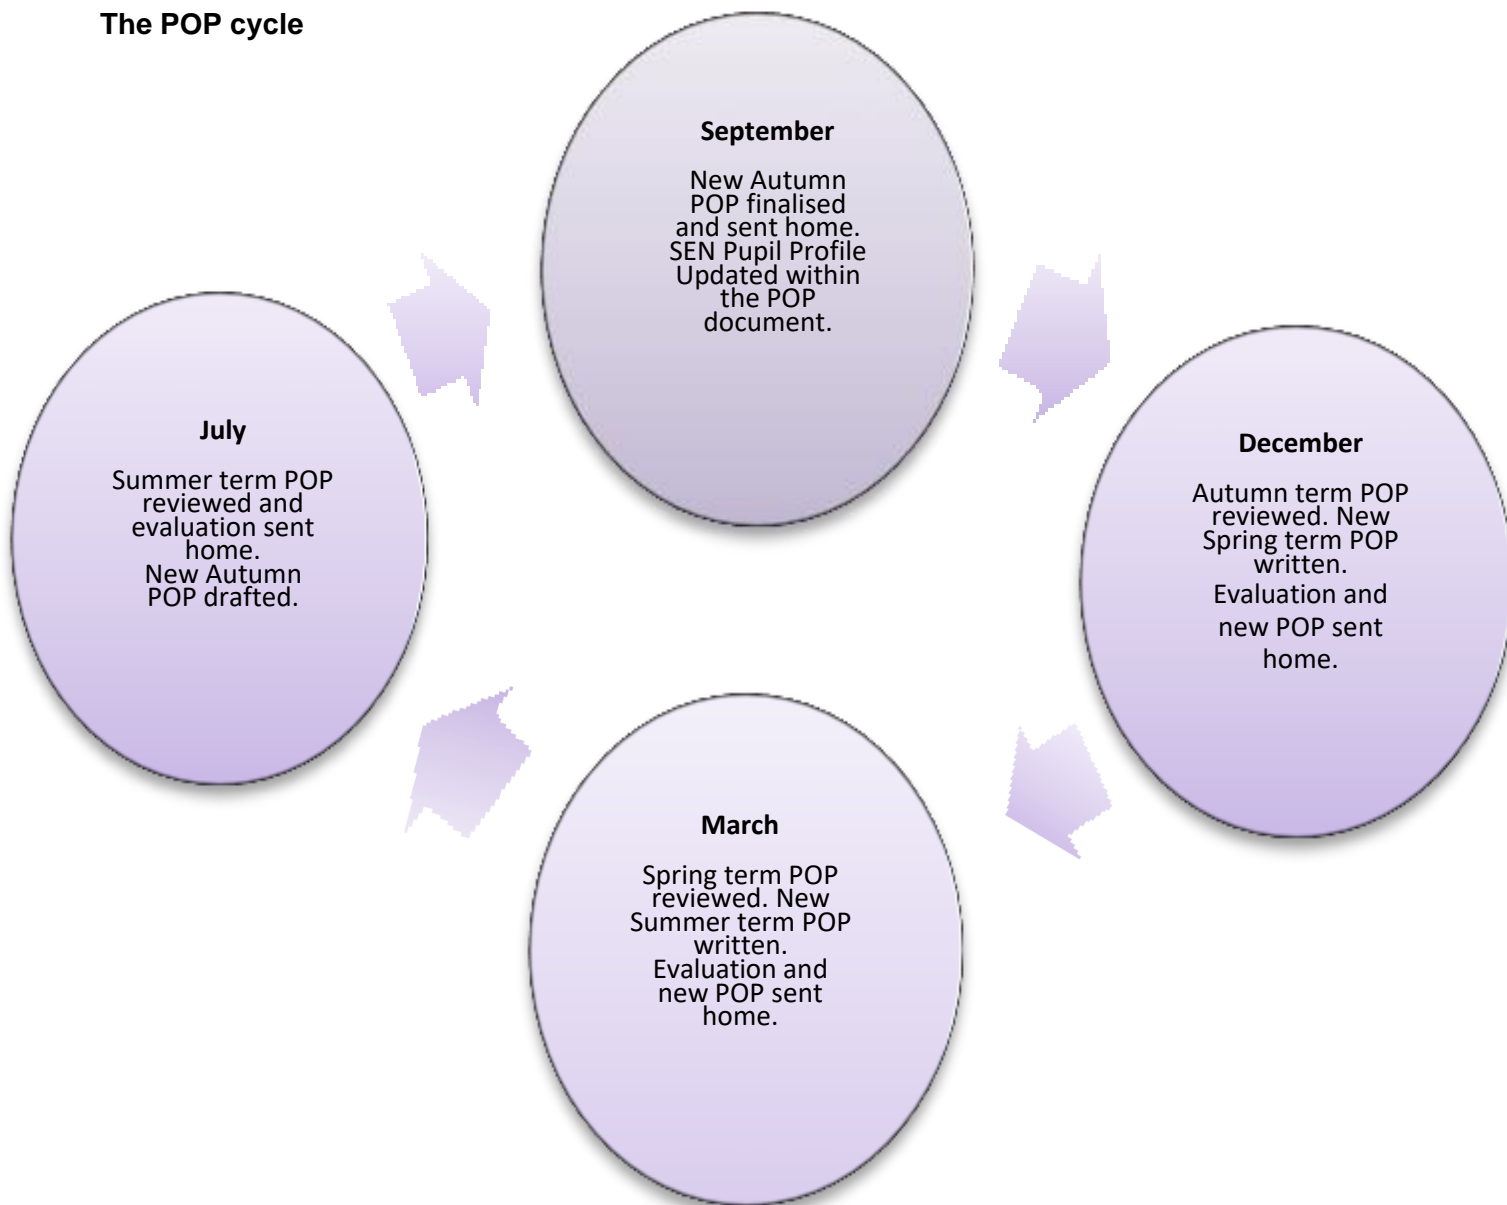 The POP cycle
September
New Autumn
POP finalised
and sent home.
SEN Pupil Profile
Updated within
the POP
document.
December
Autumn term POP
reviewed. New
Spring term POP
written.
Evaluation and
new POP sent
home.
March
Spring term POP
reviewed. New
Summer term POP
written.
Evaluation and
new POP sent
home.
July
Summer term POP
reviewed and
evaluation sent
home.
New Autumn
POP drafted.